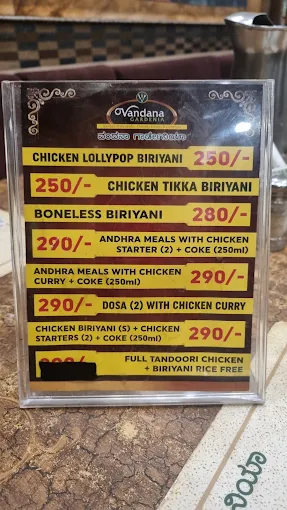 Vandana
GARDENIA
ವಂದನಾ ಗಾರ್ಡೇನಿಯಾ
CHICKEN LOLLYPOP BIRIYANI 250/-
250/- CHICKEN TIKKA BIRIYANI
BONELESS BIRIYANI 280/-
290/- ANDHRA MEALS WITH CHICKEN
STARTER (2) + COKE (250ml)
ANDHRA MEALS WITH CHICKEN
CURRY + COKE (250ml) 290/-
290/- DOSA (2) WITH CHICKEN CURRY
CHICKEN BIRIYANI (S) + CHICKEN
STARTERS (2) + COKE (250ml) 290/-
FULL TANDOORI CHICKEN
+ BIRIYANI RICE FREE